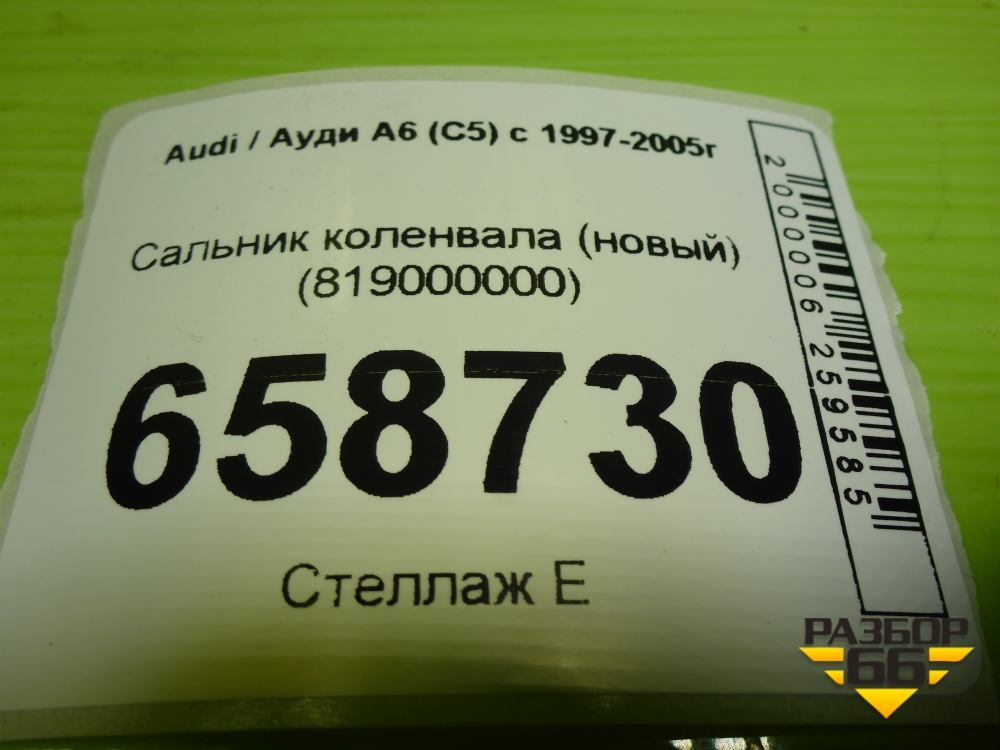 Audi / Ауди А6 (С5) с 1997-2005г
Сальник коленвала (новый)
(819000000)
658730
Стеллаж Е
2000006259585
РАЗБОР
66